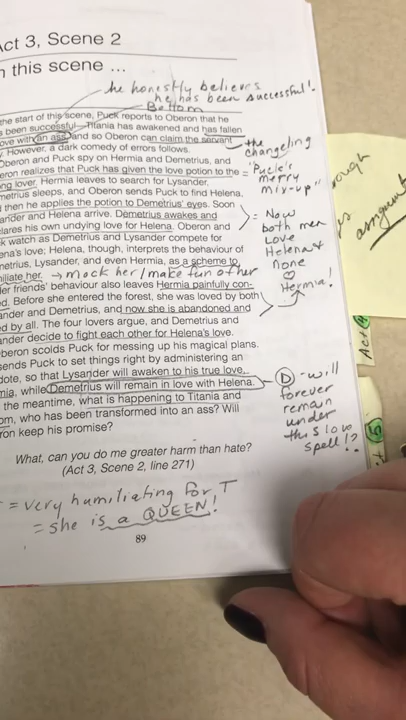 Act 3, Scene 2
n this scene ...
he honestly believes
he has been successful!
Bottom
the start of this scene, Puck reports to Oberon that he
s been successful—Titania has awakened and has fallen
ove with an ass and so Oberon can claim the servant
y. However, a dark comedy of errors follows.
Oberon and Puck spy on Hermia and Demetrius, and
eron realizes that Puck has given the love potion to the
ng lover. Hermia leaves to search for Lysander.
metrius sleeps, and Oberon sends Puck to find Helena,
then he applies the potion to Demetrius' eyes. Soon
ander and Helena arrive. Demetrius awakes and
lares his own undying love for Helena. Oberon and
k watch as Demetrius and Lysander compete for
ena's love; Helena, though, interprets the behaviour of
metrius, Lysander, and even Hermia, as a scheme to
iliate her. → mock her/make fun of her
er friends' behaviour also leaves Hermia painfully con-
d. Before she entered the forest, she was loved by both
ander and Demetrius, and now she is abandoned and
ed by all. The four lovers argue, and Demetrius and
ander decide to fight each other for Helena's love.
beron scolds Puck for messing up his magical plans.
sends Puck to set things right by administering an
dote, so that Lysander will awaken to his true love,
mia, while Demetrius will remain in love with Helena.
the meantime, what is happening to Titania and
om, who has been transformed into an ass? Will
ron keep his promise?
the
changeling
= "Puck's
merry
mix-up"
= Now
both men
love
Helena &
none
♡
Hermia!
D - will
forever
remain
under
this love
spell!?
What, can you do me greater harm than hate?
(Act 3, Scene 2, line 271)
= very humiliating for T
= she is a QUEEN!
89
rough
assignment
Act
5